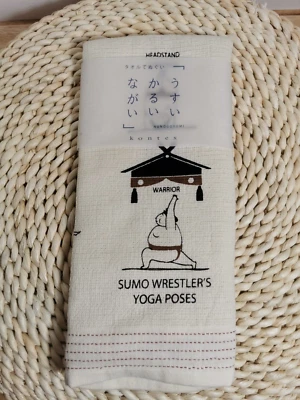 HEADSTAND
「うすい
かるい
ながい」
kontex
WARRIOR
SUMO WRESTLER'S
YOGA POSES